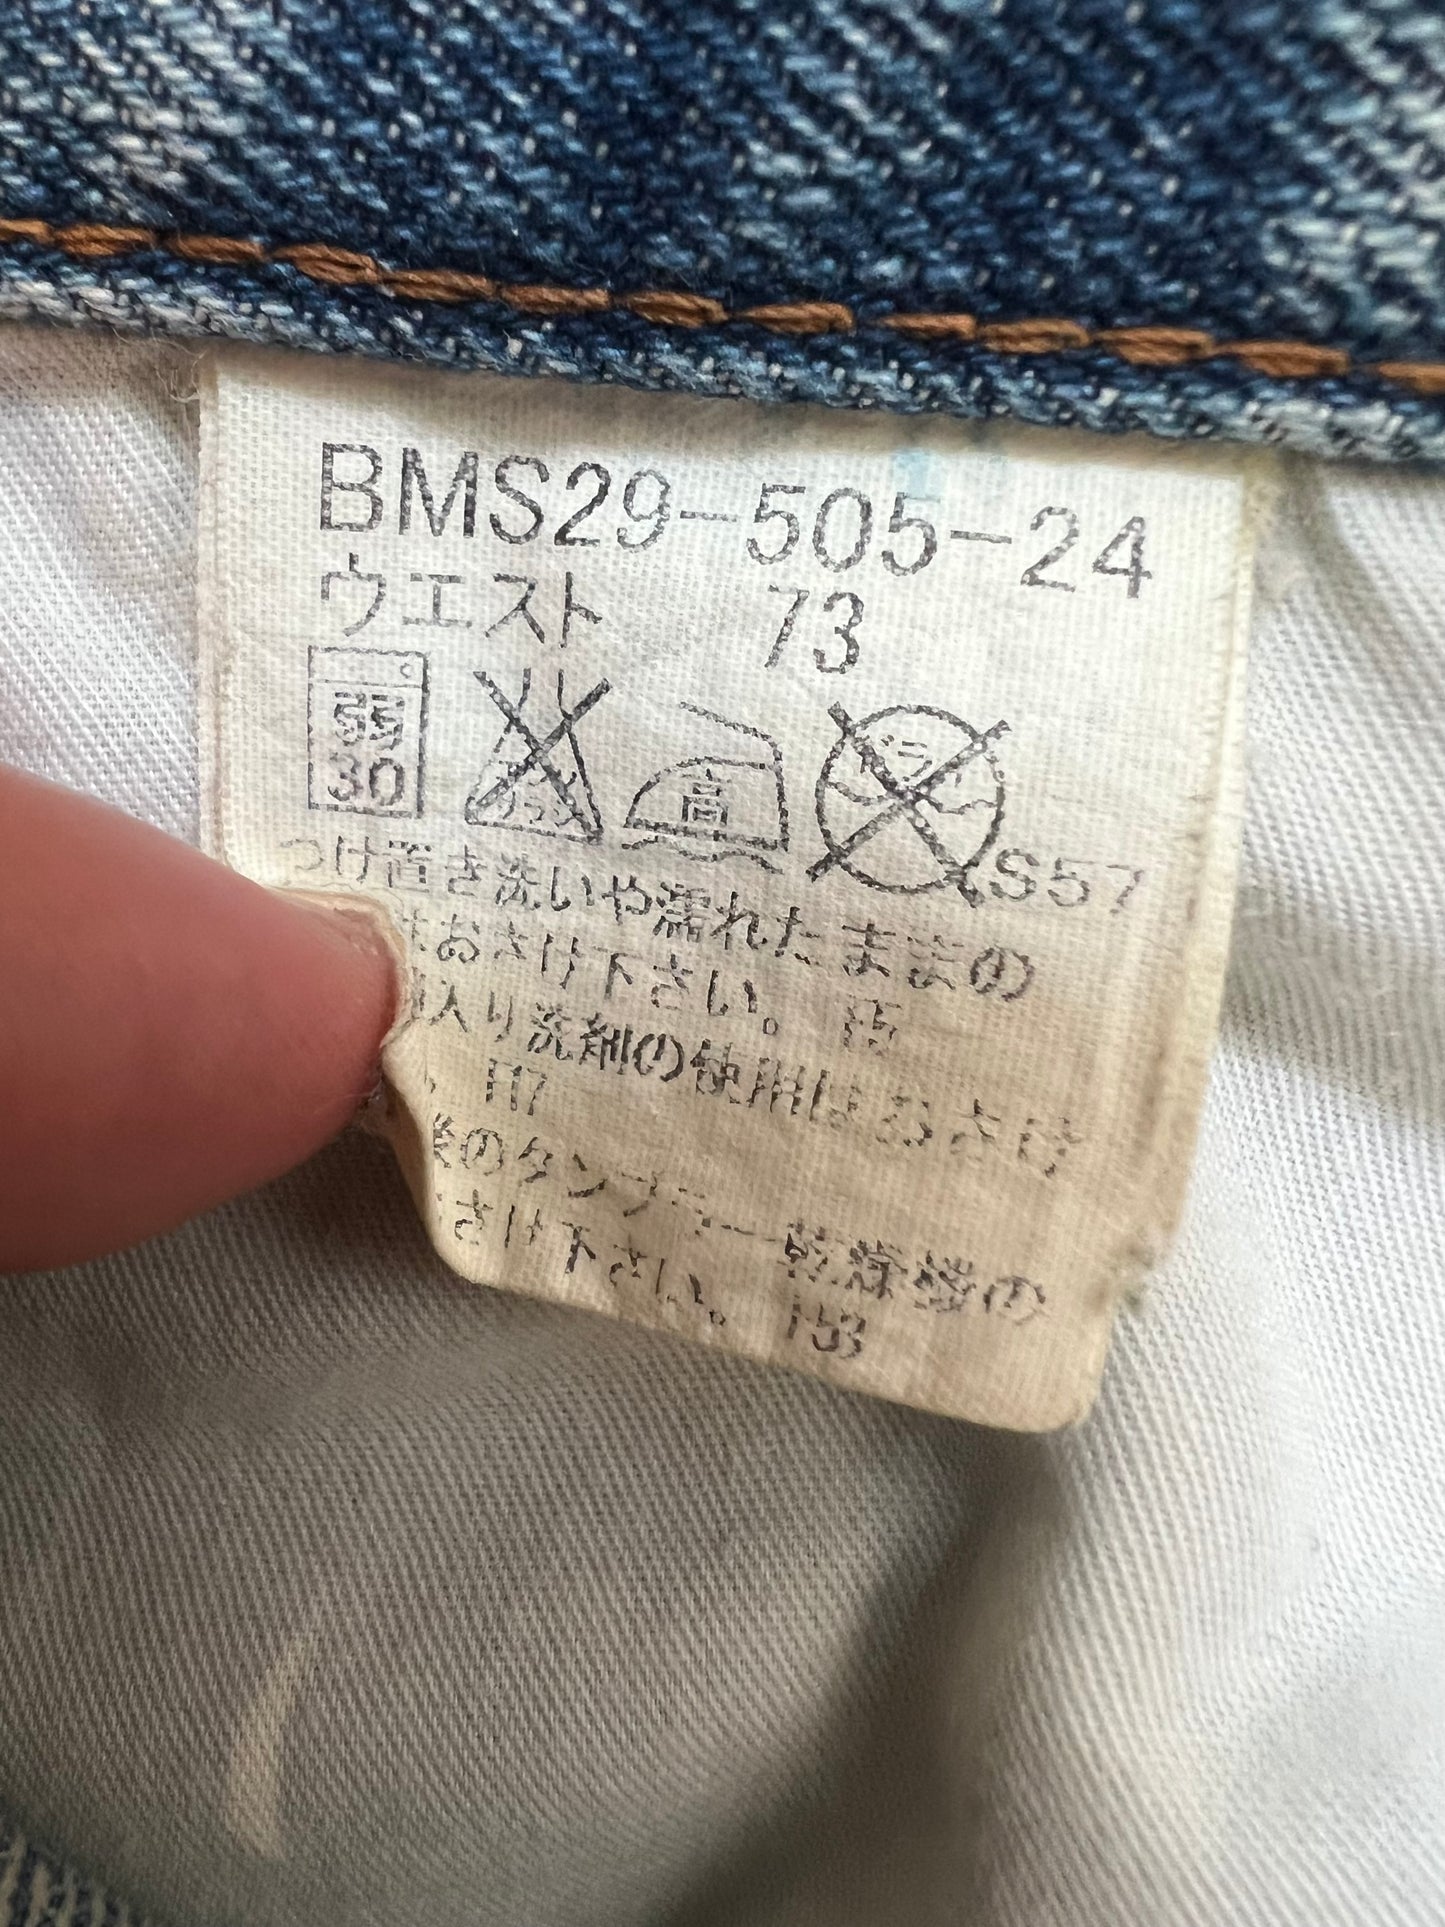 BMS29-505-24
ウエスト 73
弱
30
高
S57
つけ置き洗いや濡れたままの
おさけ下さい。 15
入り洗剤の使用はおさけ
のタンブラー乾燥機の
さけ下さい。 153